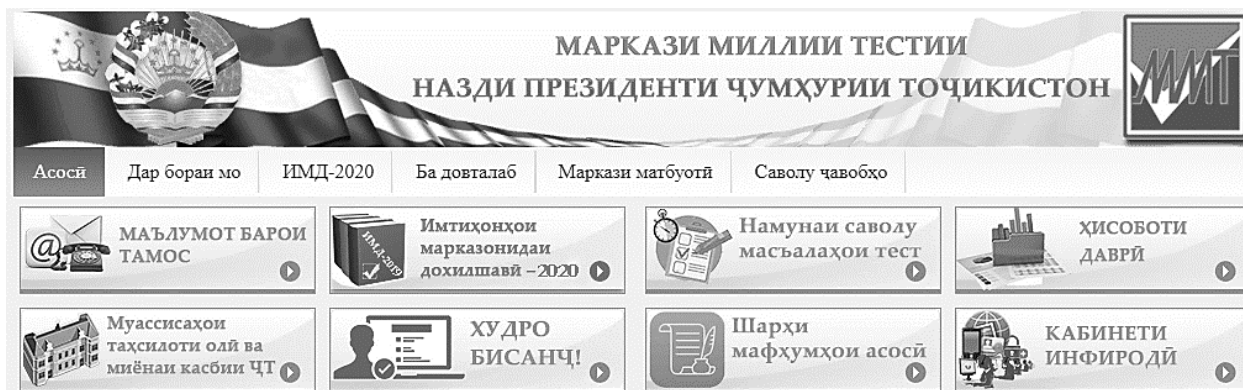 МАРКАЗИ МИЛЛИИ ТЕСТИИ
НАЗДИ ПРЕЗИДЕНТИ ҶУМҲУРИИ ТОҶИКИСТОН
ММТ
Асосӣ
Дар бораи мо
ИМД-2020
Ба довталаб
Маркази матбуотӣ
Саволу ҷавобҳо
МАЪЛУМОТ БАРОИ
ТАМОС
ИМД-2019
Имтиҳонҳои
марказонидаи
дохилшавӣ – 2020
Намунаи саволу
масъалаҳои тест
ҲИСОБОТИ
ДАВРӢ
Муассисаҳои
таҳсилоти олӣ ва
миёнаи касбии ҶТ
ХУДРО
БИСАНҶ!
Шарҳи
мафҳумҳои асосӣ
КАБИНЕТИ
ИНФИРОДӢ